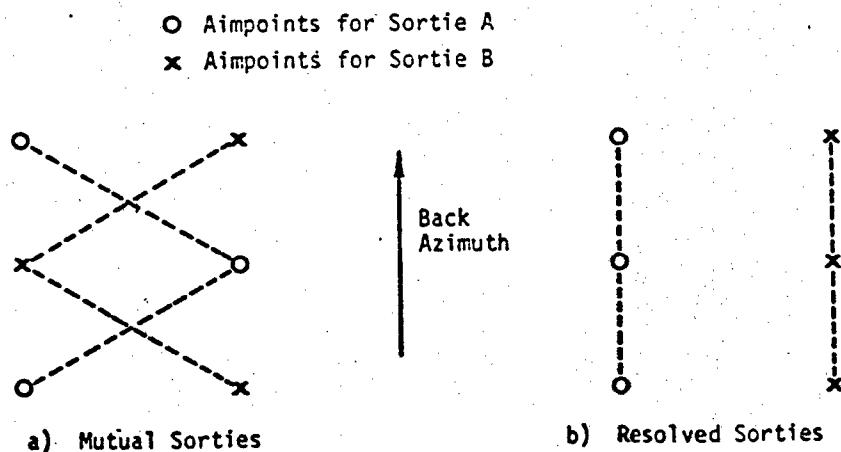 O Aimpoints for Sortie A
x Aimpoints for Sortie B
Back
Azimuth
a) Mutual Sorties
b) Resolved Sorties